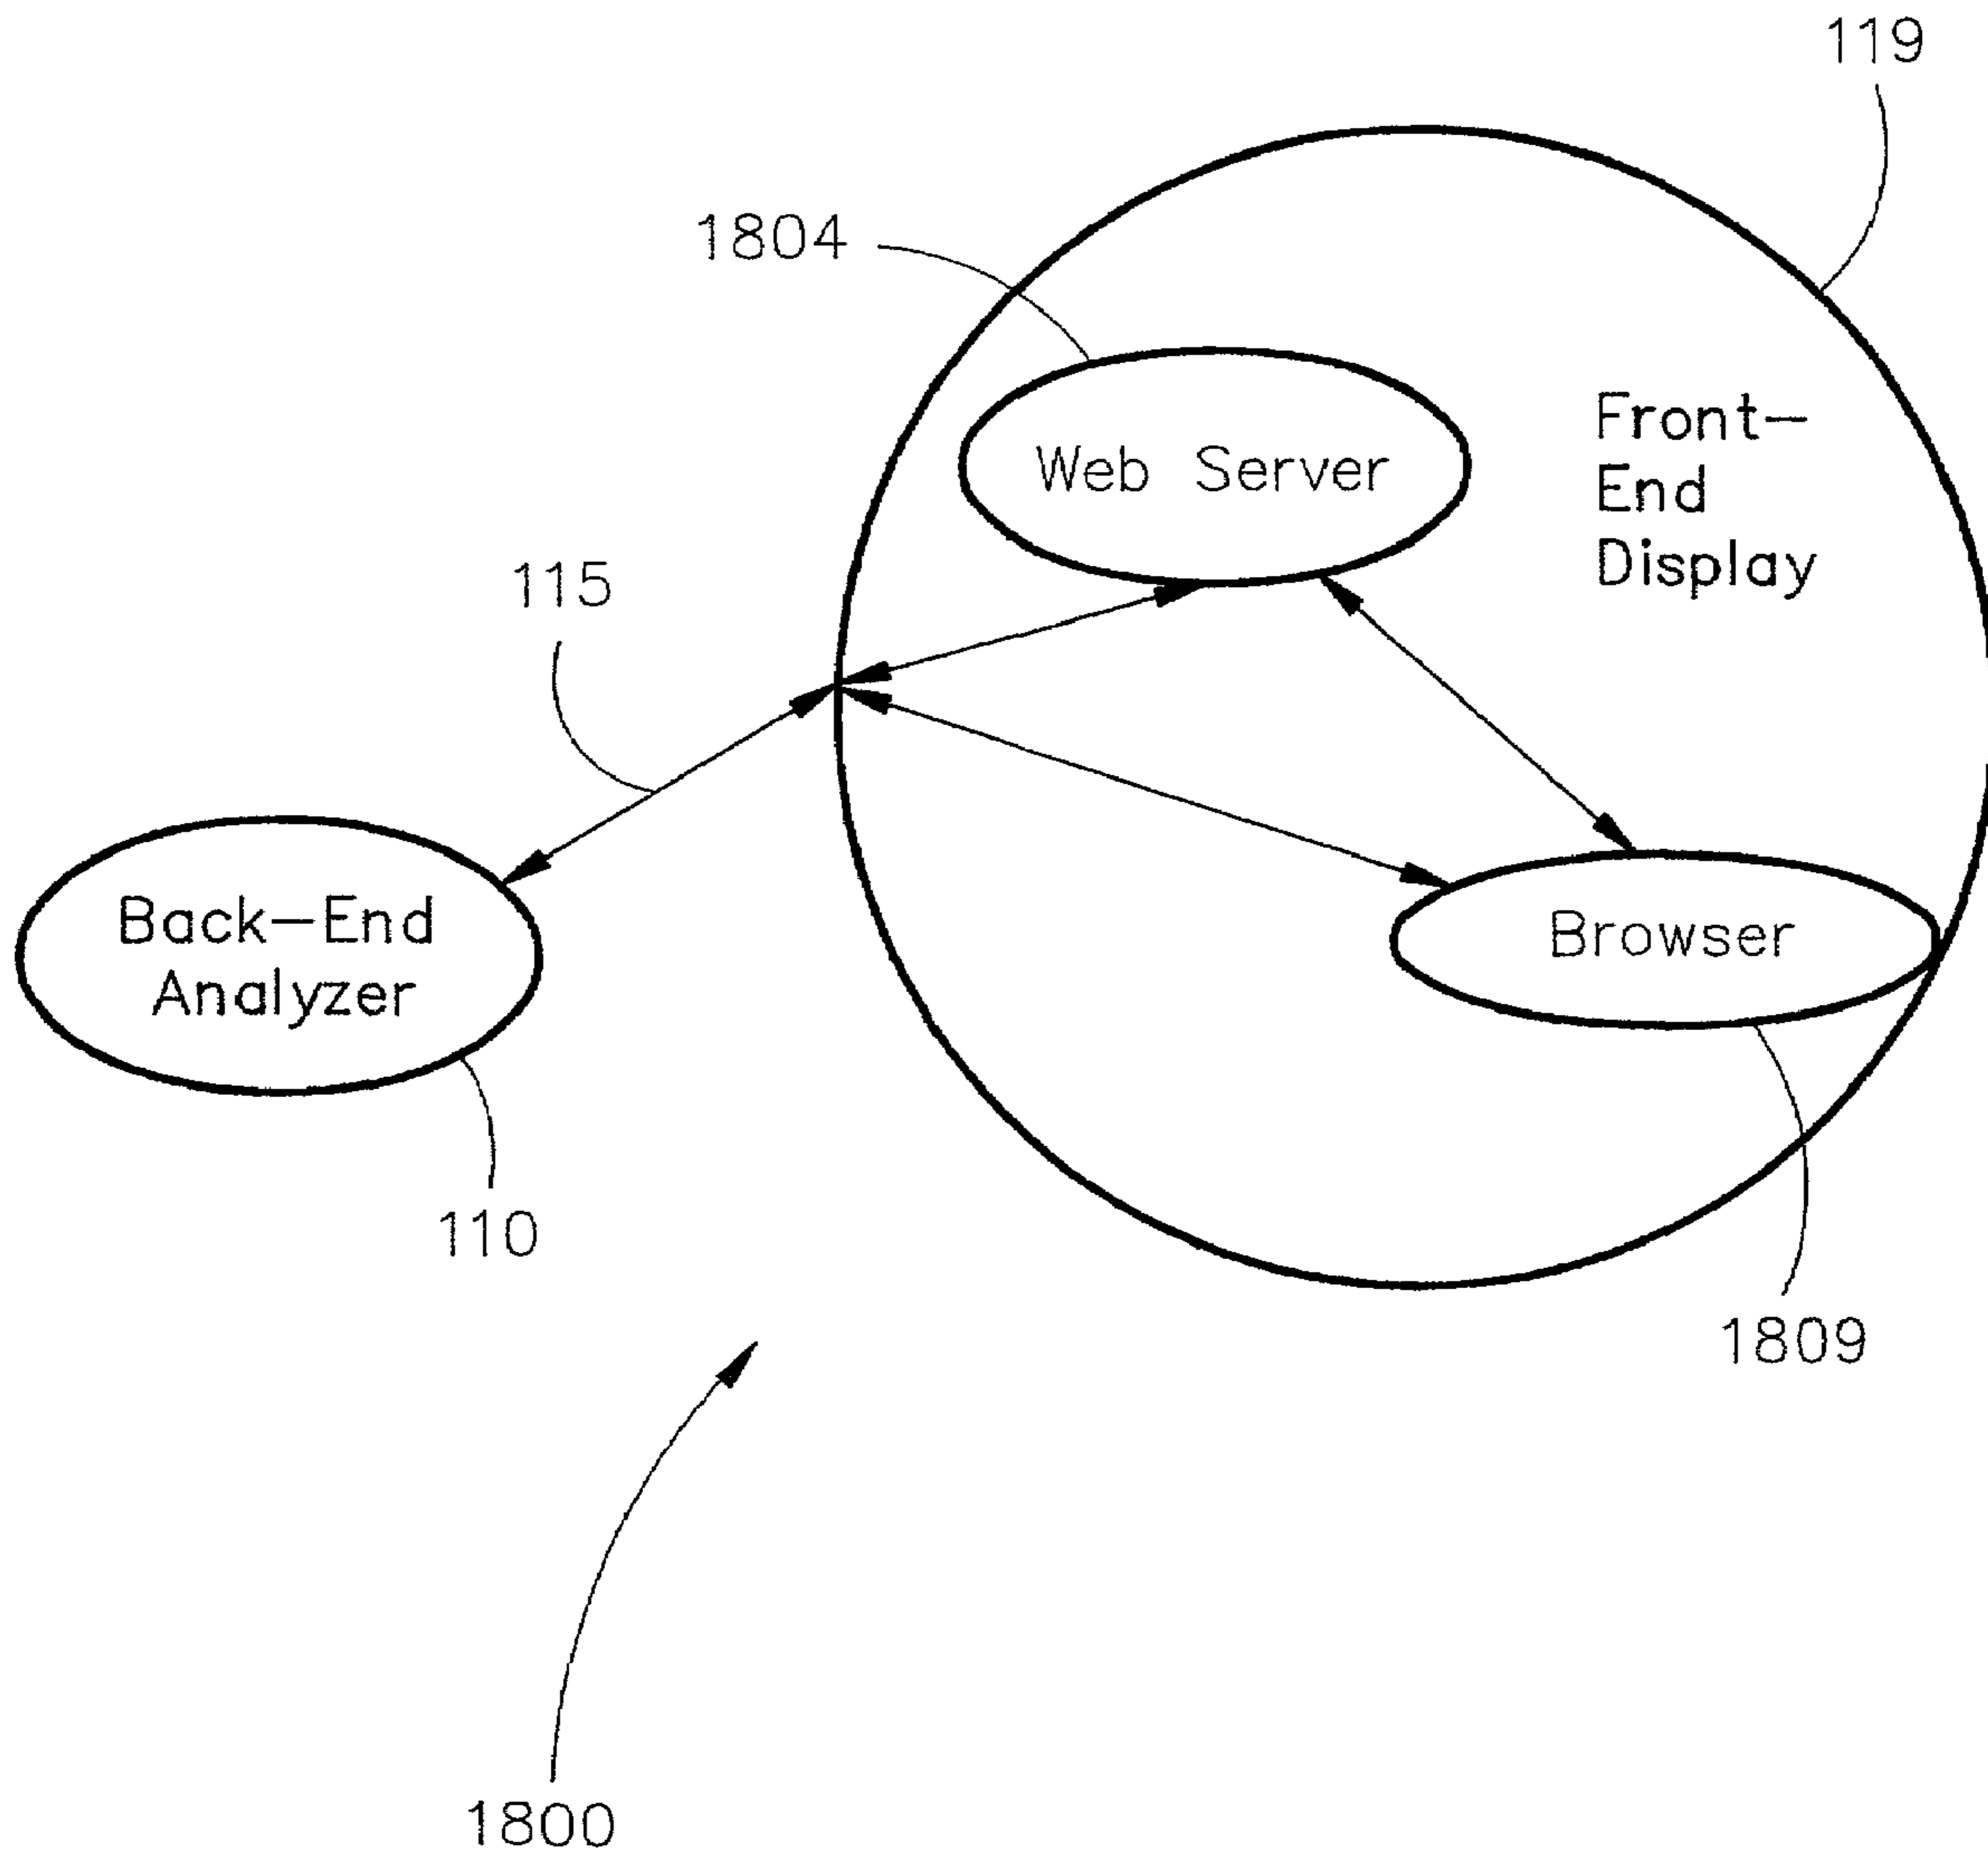 119
1804
Web Server
Front-
End
Display
115
Back-End
Analyzer
Browser
110
1809
1800